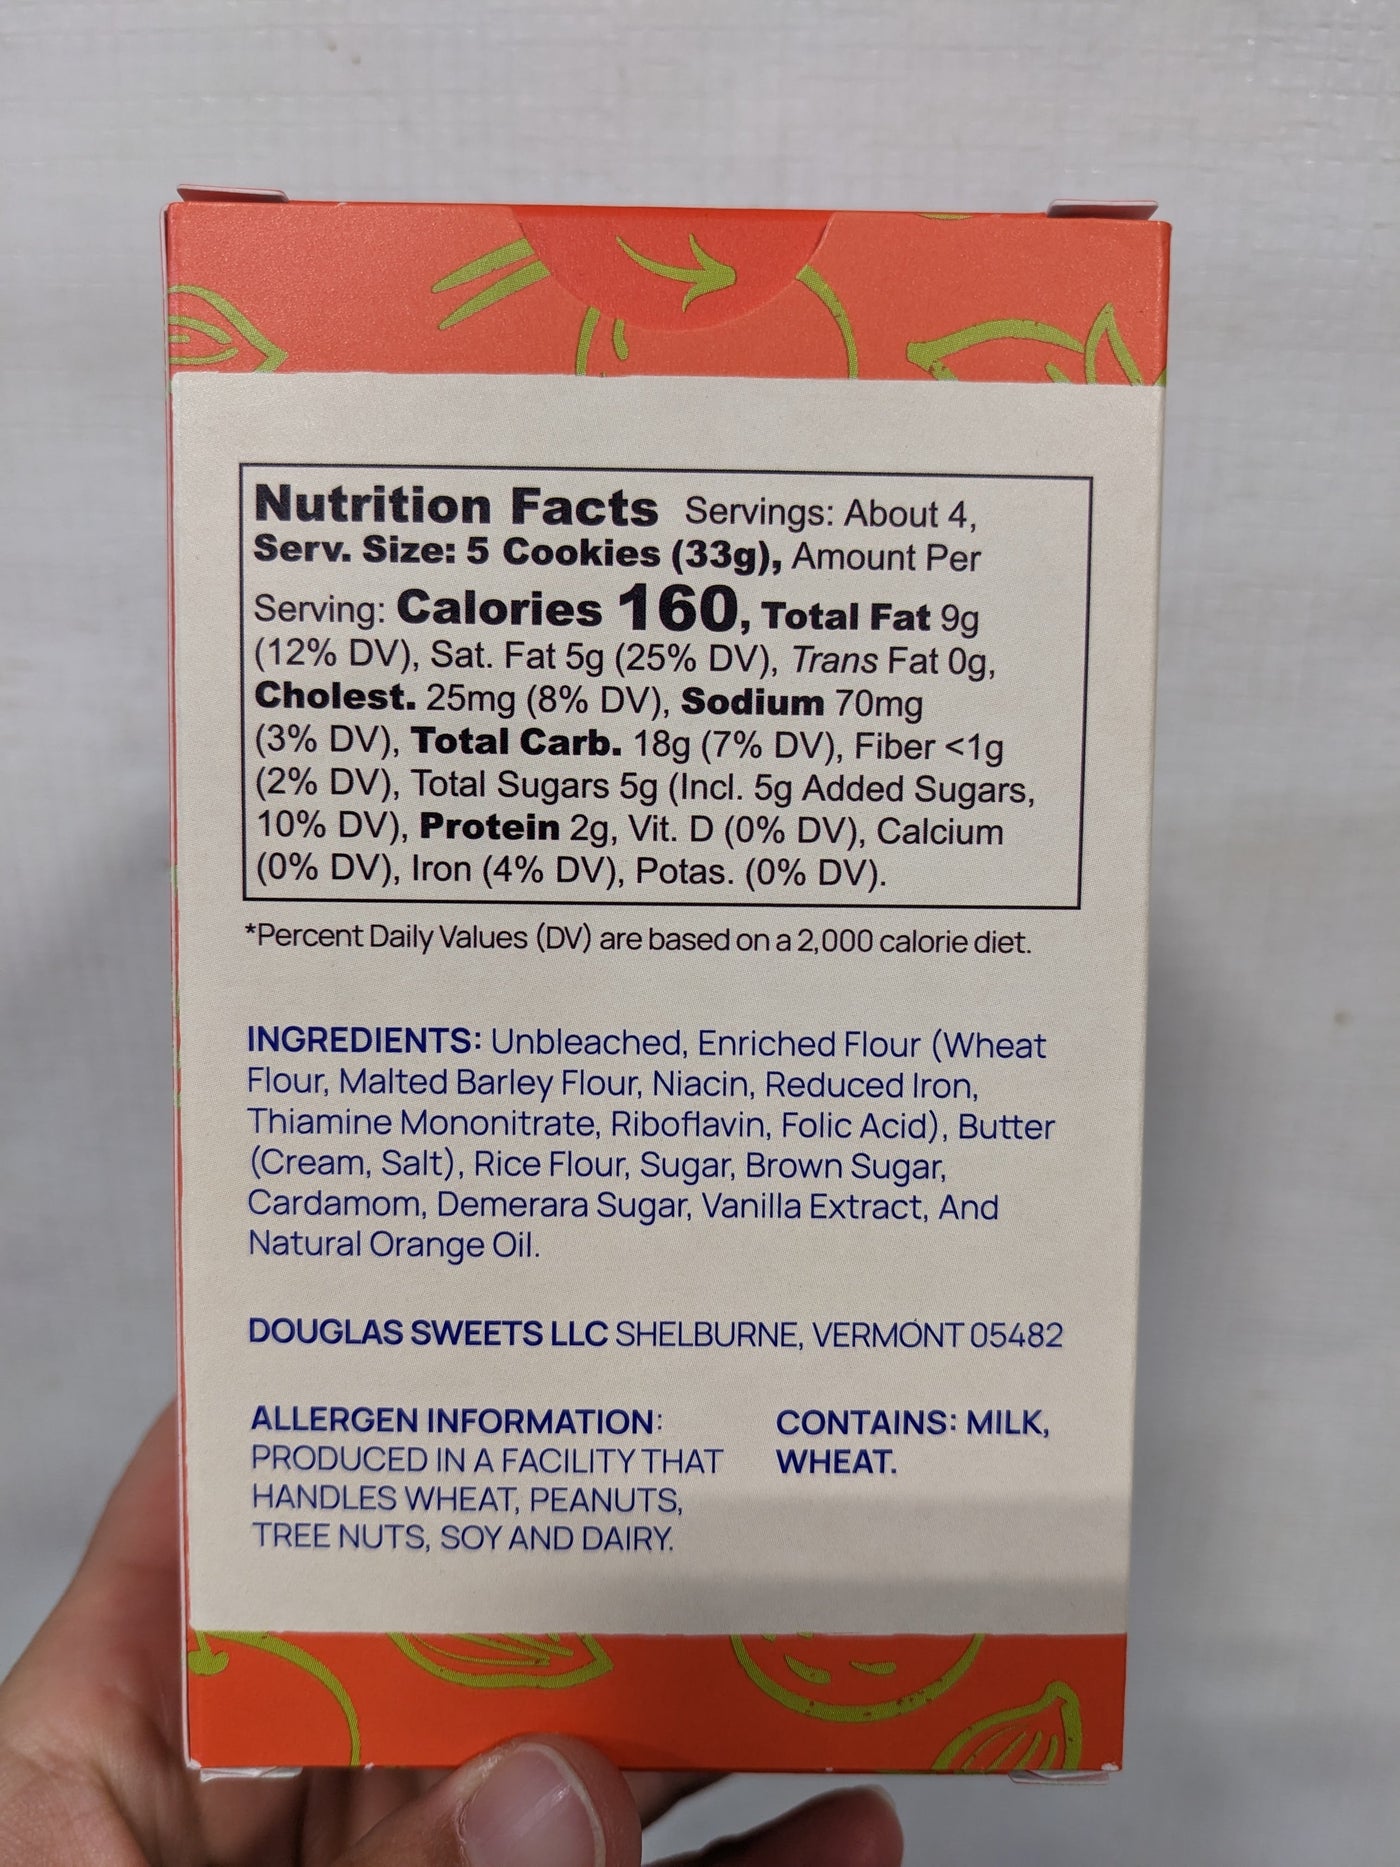 Nutrition Facts Servings: About 4,
Serv. Size: 5 Cookies (33g), Amount Per
Serving: Calories 160, Total Fat 9g
(12% DV), Sat. Fat 5g (25% DV), Trans Fat 0g,
Cholest. 25mg (8% DV), Sodium 70mg
(3% DV), Total Carb. 18g (7% DV), Fiber <1g
(2% DV), Total Sugars 5g (Incl. 5g Added Sugars,
10% DV), Protein 2g, Vit. D (0% DV), Calcium
(0% DV), Iron (4% DV), Potas. (0% DV).
*Percent Daily Values (DV) are based on a 2,000 calorie diet.
INGREDIENTS: Unbleached, Enriched Flour (Wheat
Flour, Malted Barley Flour, Niacin, Reduced Iron,
Thiamine Mononitrate, Riboflavin, Folic Acid), Butter
(Cream, Salt), Rice Flour, Sugar, Brown Sugar,
Cardamom, Demerara Sugar, Vanilla Extract, And
Natural Orange Oil.
DOUGLAS SWEETS LLC SHELBURNE, VERMONT 05482
ALLERGEN INFORMATION:
PRODUCED IN A FACILITY THAT
HANDLES WHEAT, PEANUTS,
TREE NUTS, SOY AND DAIRY.
CONTAINS: MILK,
WHEAT.